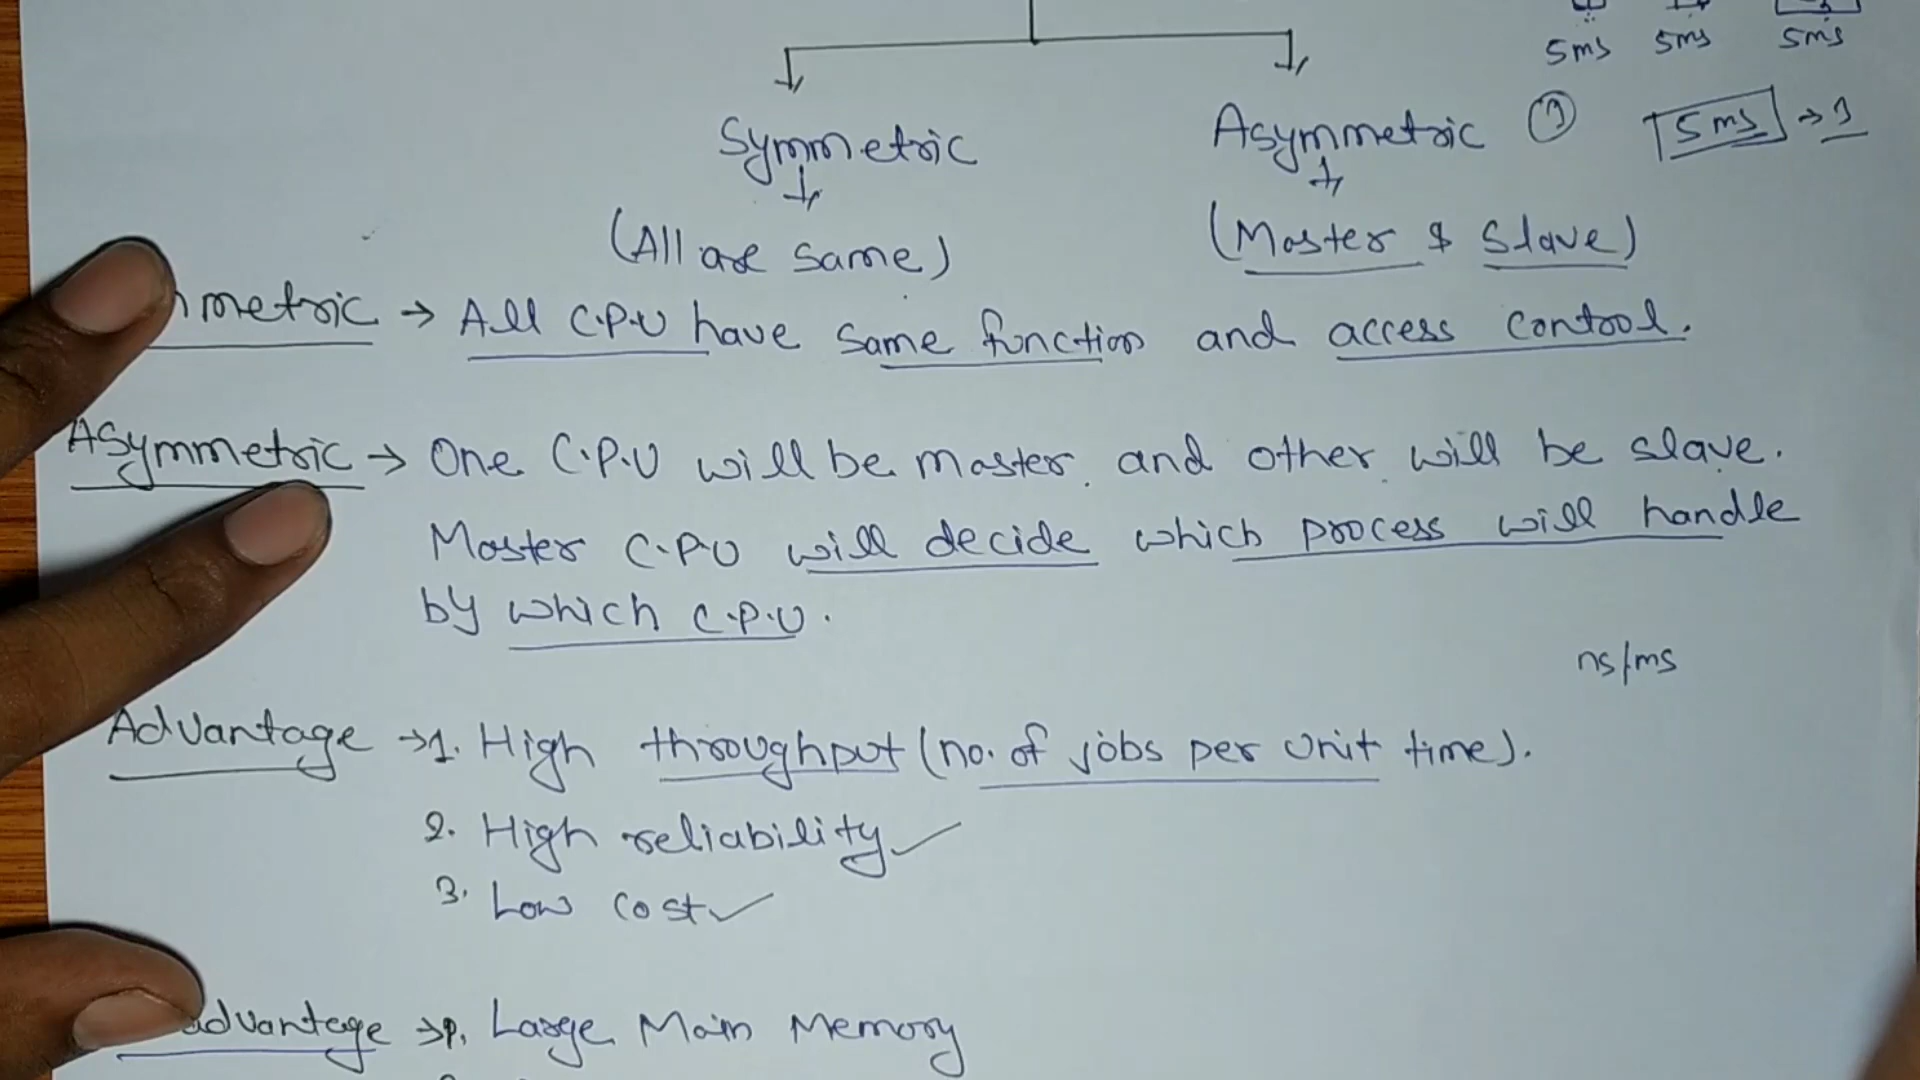 5ms 5ms 5ms
Symmetric
Asymmetric
5ms →
(All are same)
(Master & Slave)
metric → All C.P.U have same function and access control.
Asymmetric → One C.P.U will be master and other will be slave.
Master C.P.U will decide which process will handle
by which C.P.U.
ns/ms
Advantage → 1. High throughput (no. of jobs per unit time).
2. High reliability ✓
3. Low cost ✓
advantage → 1. Large Main Memory